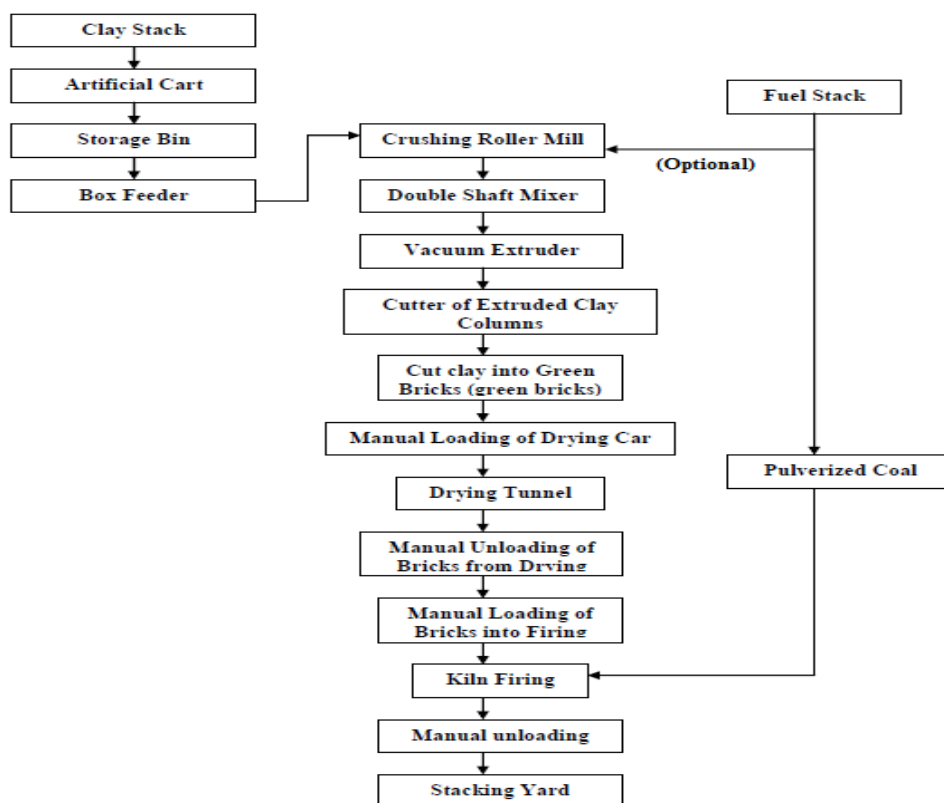 Clay Stack
Artificial Cart
Storage Bin
Box Feeder
Fuel Stack
Crushing Roller Mill
(Optional)
Double Shaft Mixer
Vacuum Extruder
Cutter of Extruded Clay
Columns
Cut clay into Green
Bricks (green bricks)
Manual Loading of Drying Car
Pulverized Coal
Drying Tunnel
Manual Unloading of
Bricks from Drying
Manual Loading of
Bricks into Firing
Kiln Firing
Manual unloading
Stacking Yard